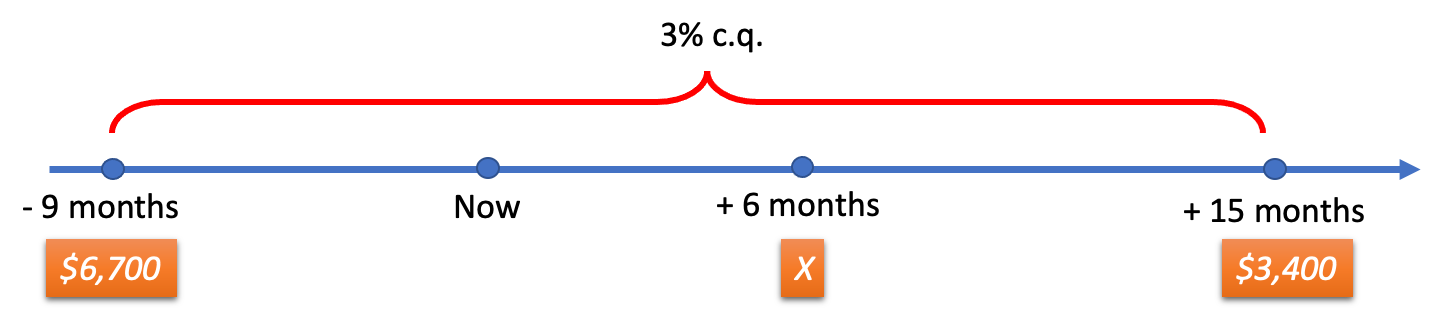 3% c.q.
- 9 months
Now
+ 6 months
+ 15 months
$6,700
X
$3,400